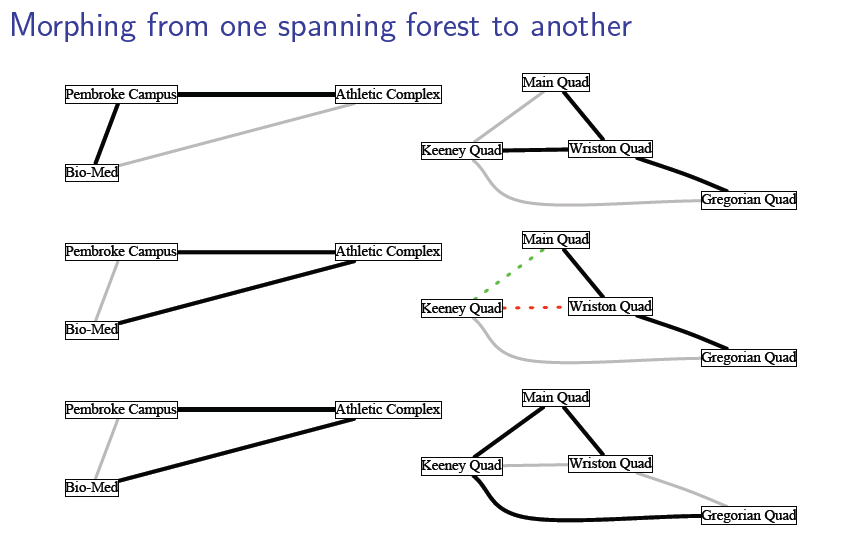 Morphing from one spanning forest to another
Main Quad
Pembroke Campus
Athletic Complex
Keeney Quad
Wriston Quad
Bio-Med
Gregorian Quad
Main Quad
Pembroke Campus
Athletic Complex
Keeney Quad
Wriston Quad
Bio-Med
Gregorian Quad
Main Quad
Pembroke Campus
Athletic Complex
Keeney Quad
Wriston Quad
Bio-Med
Gregorian Quad